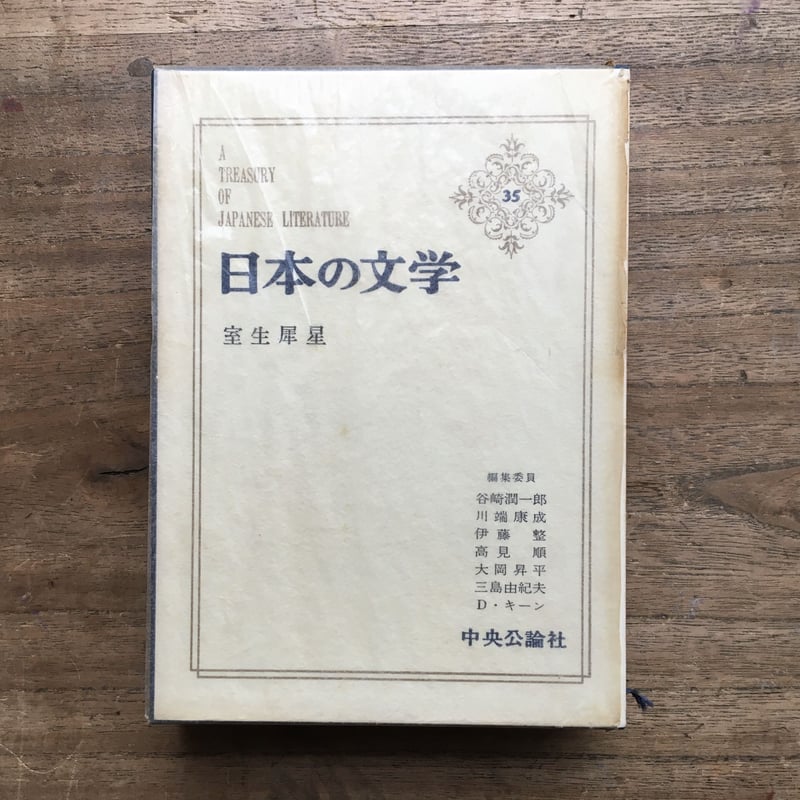 A
TREASURY
OF
JAPANESE LITERATURE
35
日本の文学
室生犀星
編集委員
谷崎潤一郎
川端康成
伊藤 整
高見 順
大岡昇平
三島由紀夫
D・キーン
中央公論社